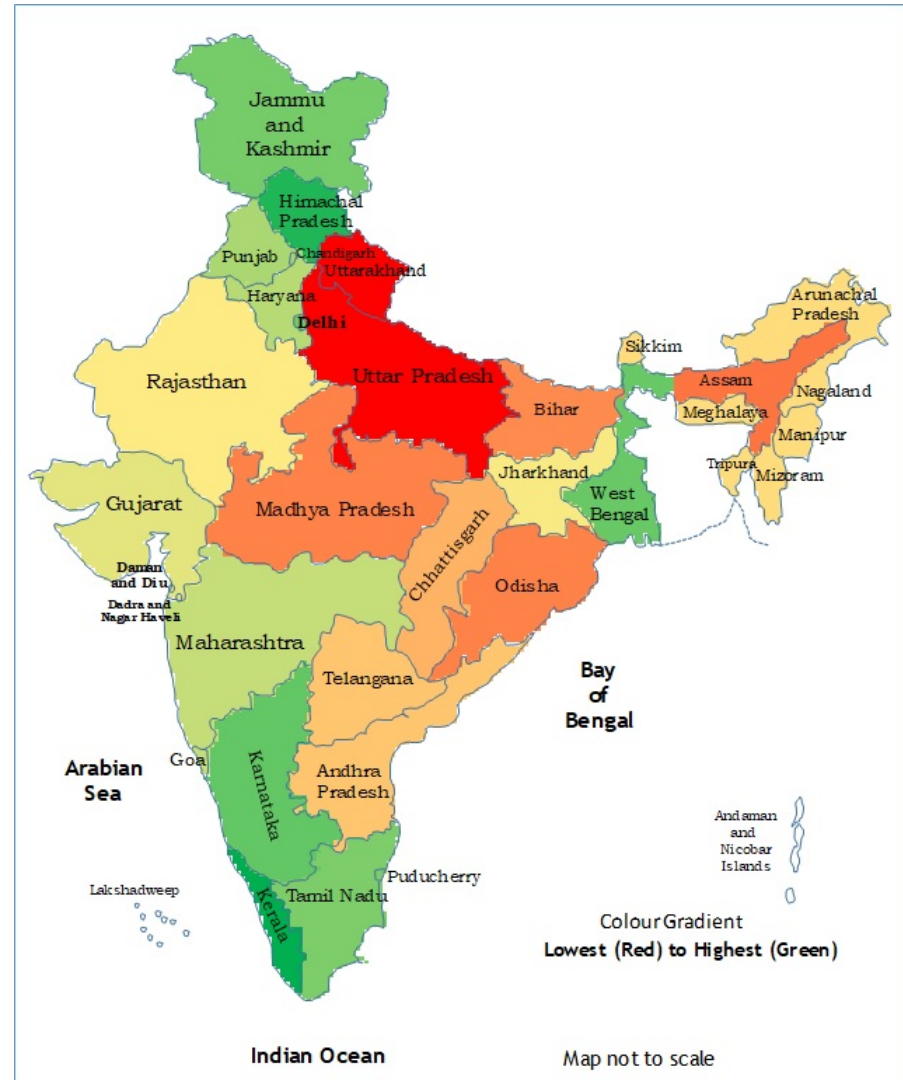 Jammu
and
Kashmir
Himachal
Pradesh
Punjab
Chandigarh
Uttarakhand
Haryana
Delhi
Rajasthan
Uttar Pradesh
Bihar
Sikkim
Arunachal
Pradesh
Assam
Nagaland
Meghalaya
Manipur
Tripura
Mizoram
Jharkhand
West
Bengal
Gujarat
Madhya Pradesh
Chhattisgarh
Odisha
Daman
and Diu
Dadra and
Nagar Haveli
Maharashtra
Telangana
Bay
of
Bengal
Goa
Arabian
Sea
Karnataka
Andhra
Pradesh
Andaman
and
Nicobar
Islands
Lakshadweep
Kerala
Tamil Nadu
Puducherry
Colour Gradient
Lowest (Red) to Highest (Green)
Indian Ocean
Map not to scale